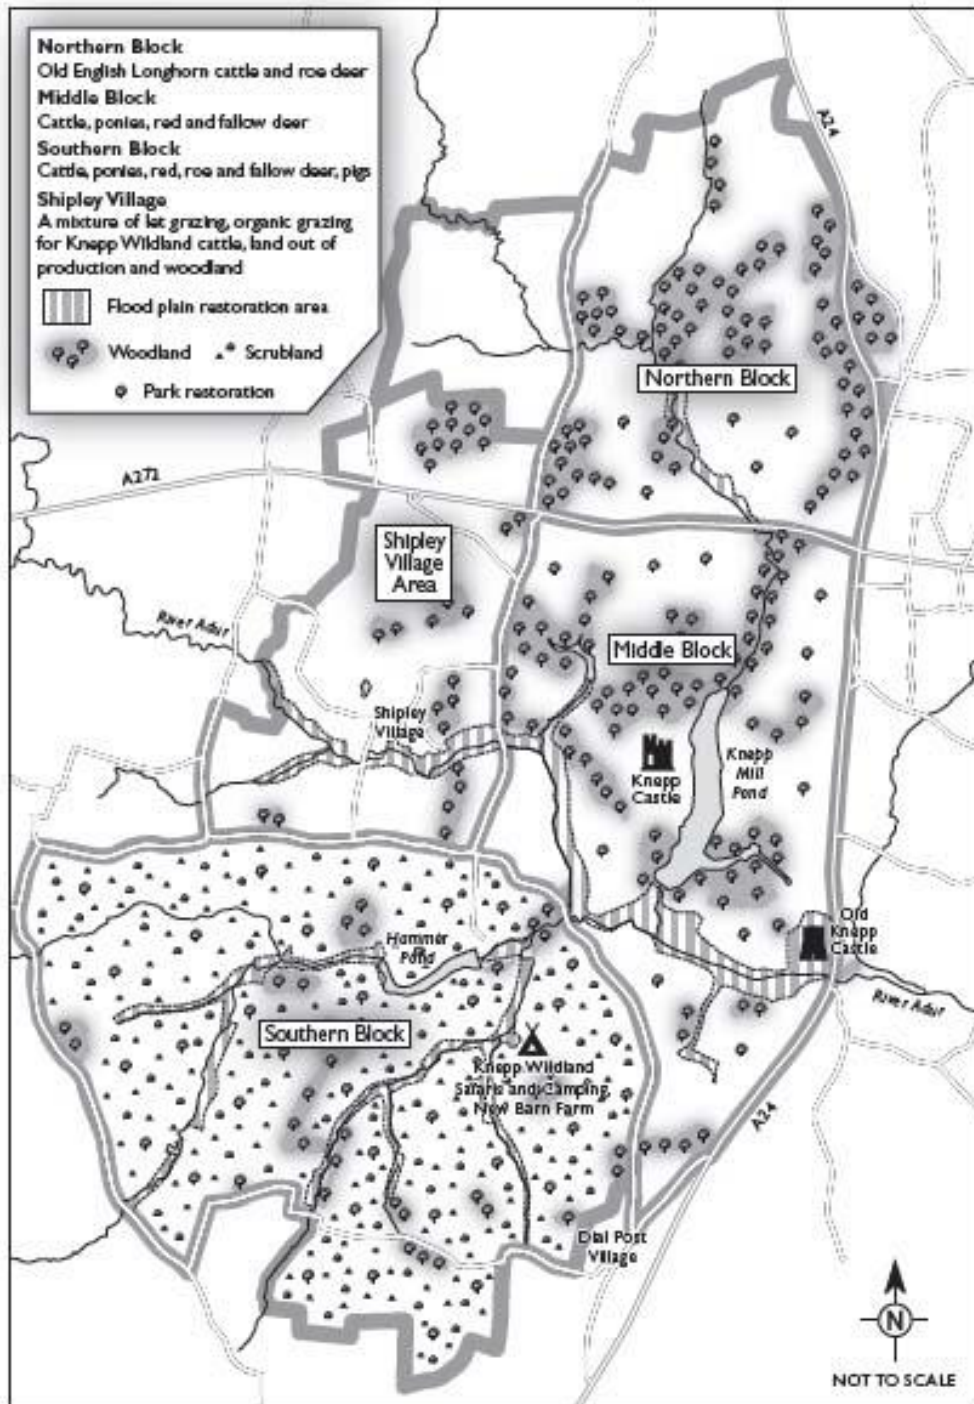 Northern Block
Old English Longhorn cattle and roe deer
Middle Block
Cattle, ponies, red and fallow deer
Southern Block
Cattle, ponies, red, roe and fallow deer, pigs
Shipley Village
A mixture of let grazing, organic grazing
for Knepp Wildland cattle, land out of
production and woodland
Flood plain restoration area
Woodland
Scrubland
Park restoration
A24
Northern Block
A272
Shipley
Village
Area
River Adur
Middle Block
Shipley
Village
Knepp
Castle
Knepp
Mill
Pond
Old
Knepp
Castle
Hammer
Pond
River Adur
Southern Block
Knepp Wildland
Safaris and Camping
New Barn Farm
A24
Dial Post
Village
N
NOT TO SCALE